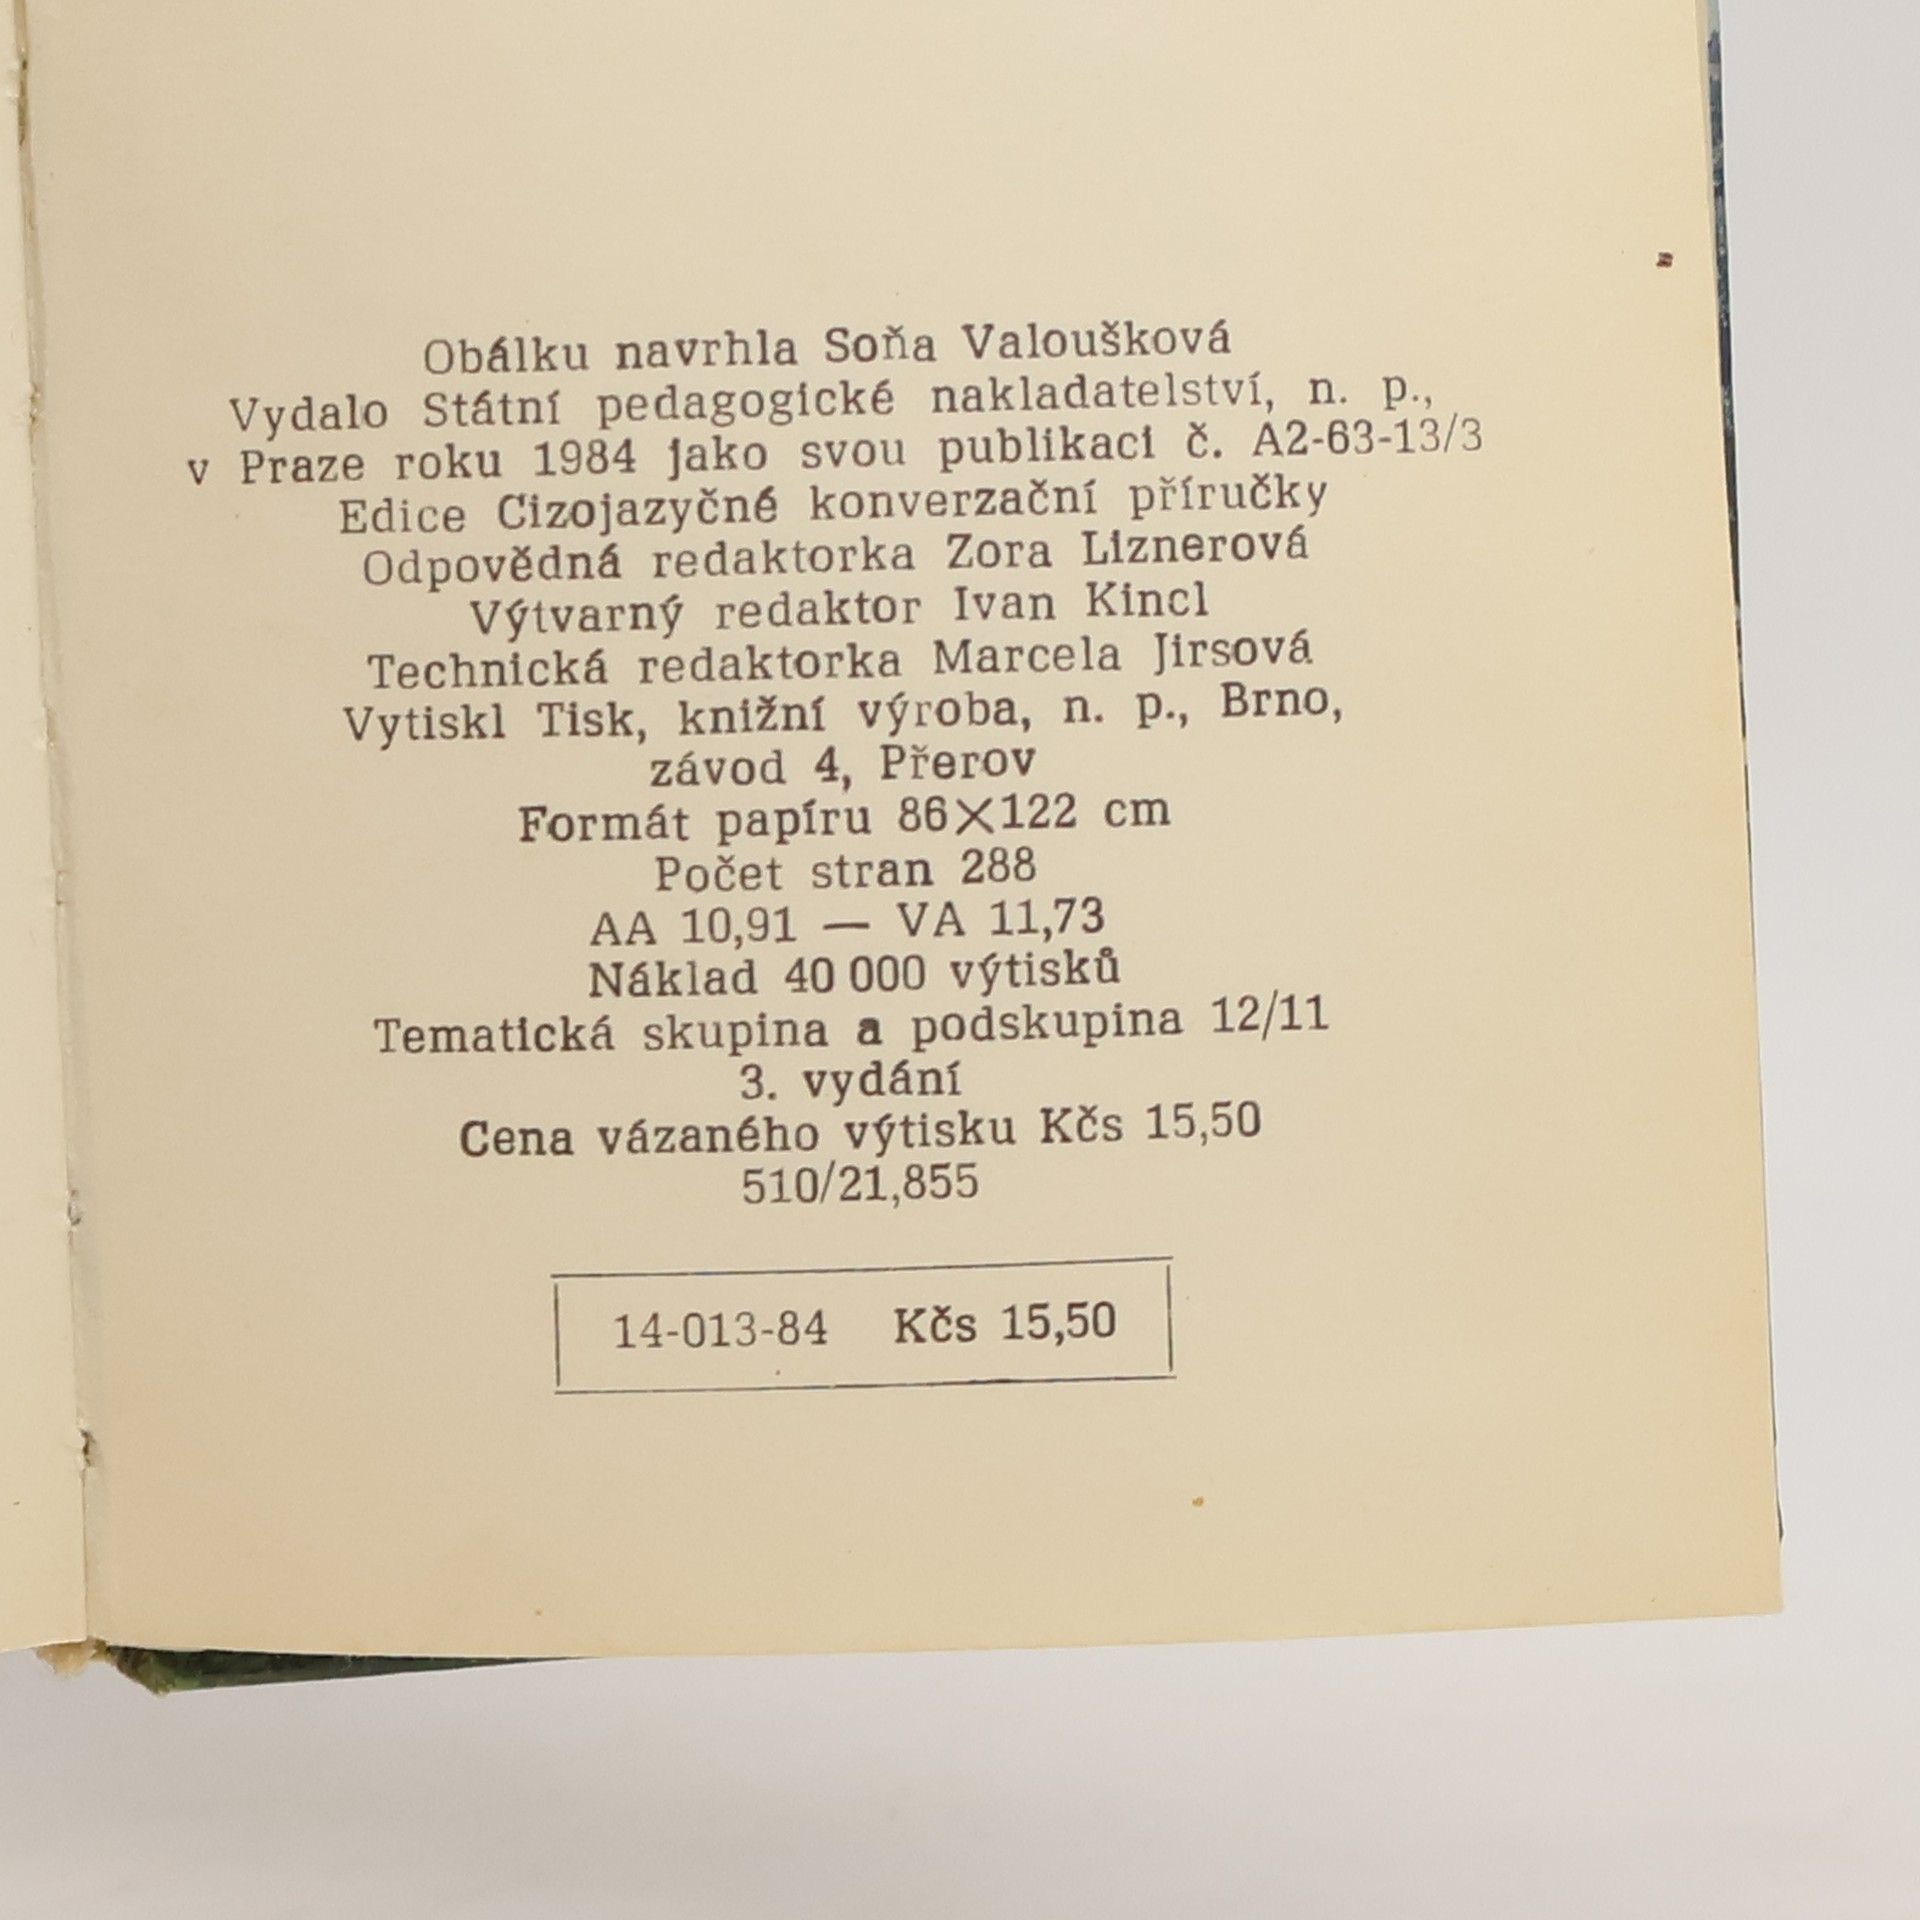 Obálku navrhla Soňa Valoušková
Vydalo Státní pedagogické nakladatelství, n. p.,
v Praze roku 1984 jako svou publikaci č. A2-63-13/3
Edice Cizojazyčné konverzační příručky
Odpovědná redaktorka Zora Liznerová
Výtvarný redaktor Ivan Kincl
Technická redaktorka Marcela Jirsová
Vytiskl Tisk, knižní výroba, n. p., Brno,
závod 4, Přerov
Formát papíru 86×122 cm
Počet stran 288
AA 10,91 — VA 11,73
Náklad 40 000 výtisků
Tematická skupina a podskupina 12/11
3. vydání
Cena vázaného výtisku Kčs 15,50
510/21,855
14-013-84 Kčs 15,50